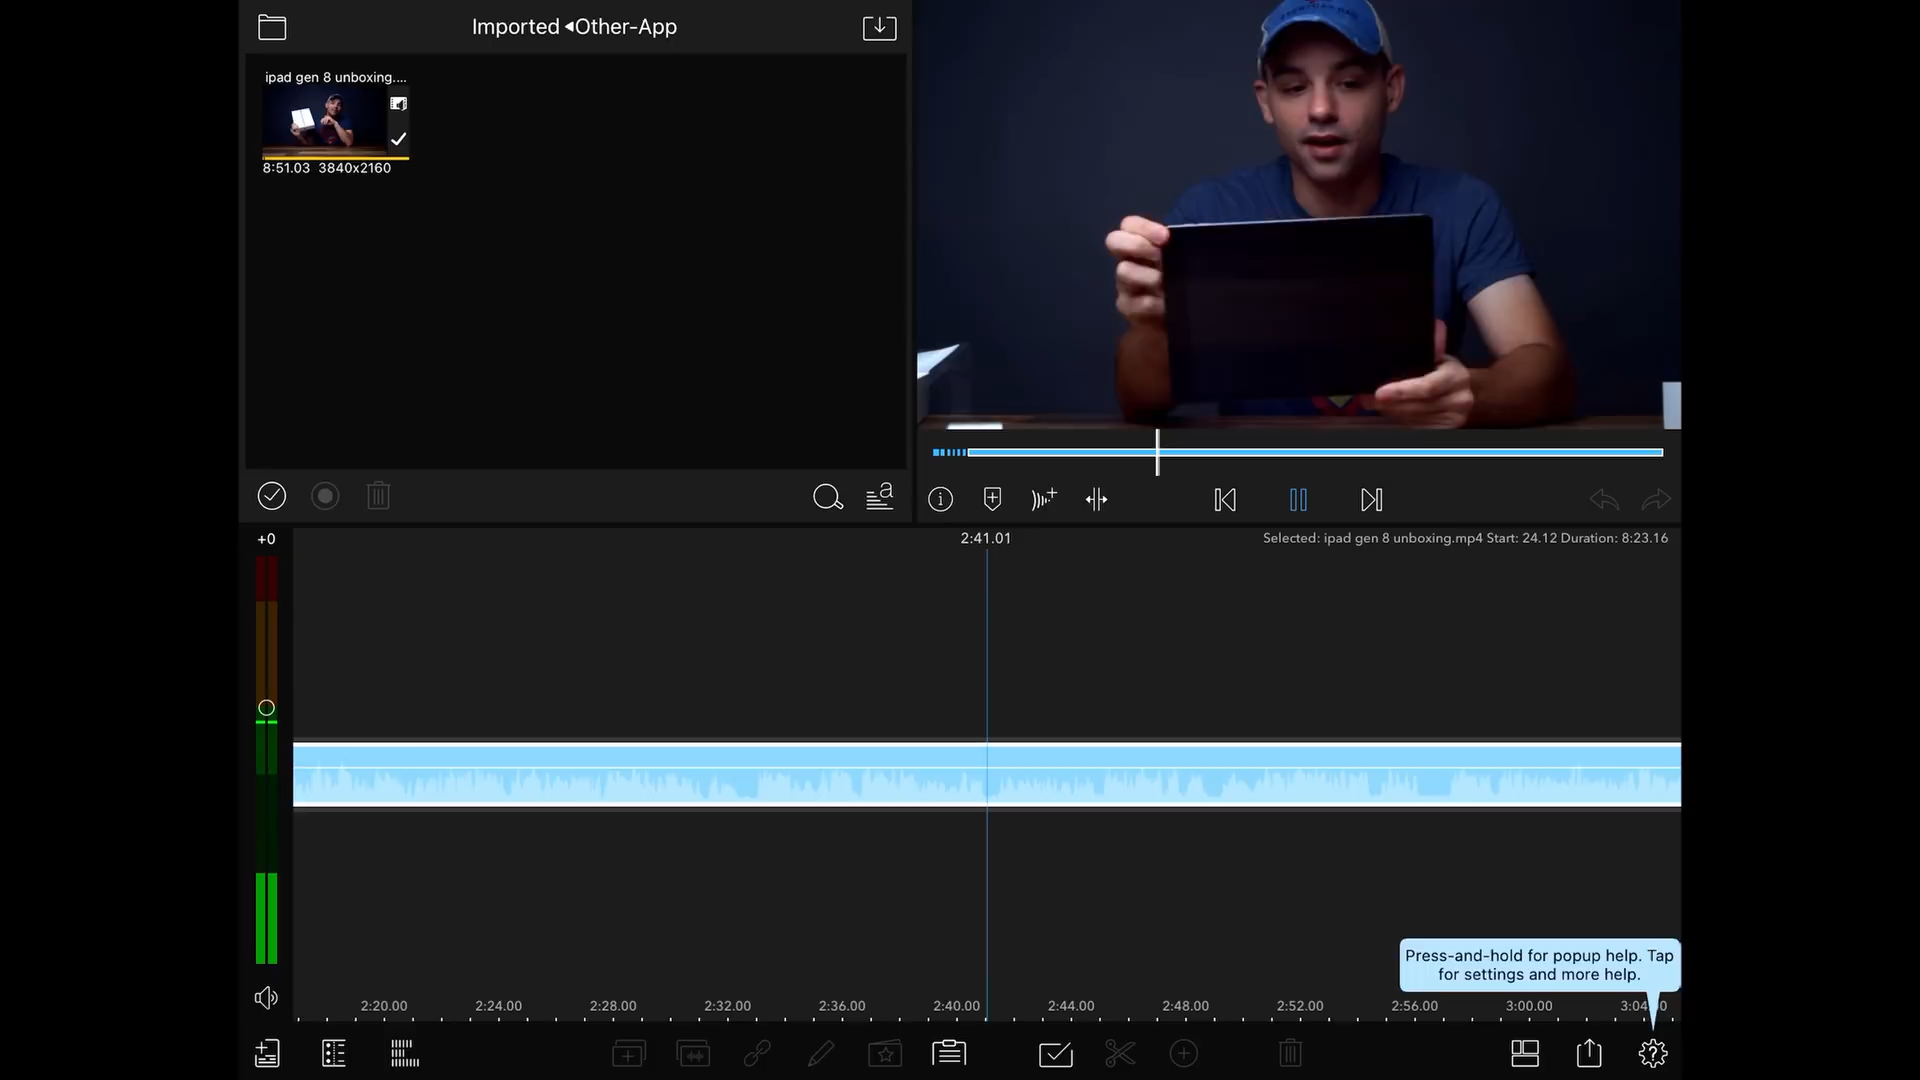 Imported ◂Other-App
ipad gen 8 unboxing....
8:51.03 3840x2160
+0
2:41.01
Selected: ipad gen 8 unboxing.mp4 Start: 24.12 Duration: 8:23.16
Press-and-hold for popup help. Tap
for settings and more help.
2:20.00 2:24.00 2:28.00 2:32.00 2:36.00 2:40.00 2:44.00 2:48.00 2:52.00 2:56.00 3:00.00